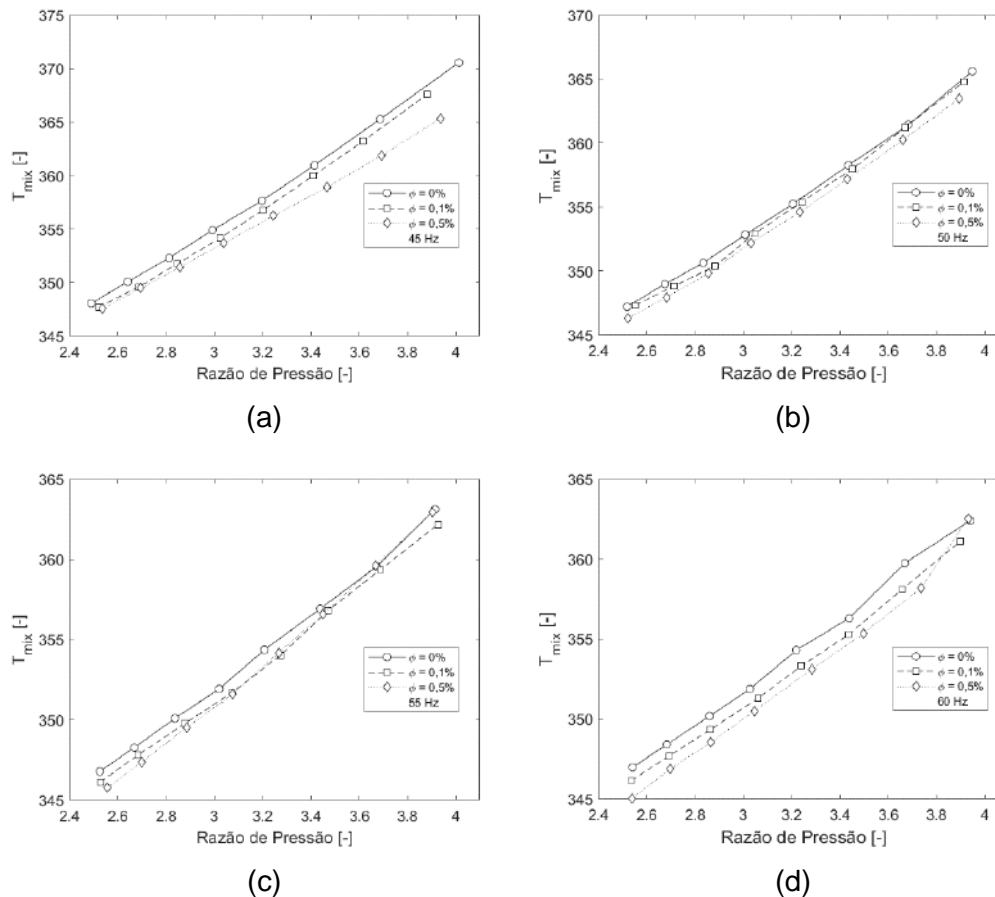 375
370
365
360
355
350
345
T_mix [-]
ϕ = 0%
ϕ = 0,1%
ϕ = 0,5%
45 Hz
2.4 2.6 2.8 3 3.2 3.4 3.6 3.8 4
Razão de Pressão [-]
(a)
370
365
360
355
350
345
T_mix [-]
ϕ = 0%
ϕ = 0,1%
ϕ = 0,5%
50 Hz
2.4 2.6 2.8 3 3.2 3.4 3.6 3.8 4
Razão de Pressão [-]
(b)
365
360
355
350
345
T_mix [-]
ϕ = 0%
ϕ = 0,1%
ϕ = 0,5%
55 Hz
2.4 2.6 2.8 3 3.2 3.4 3.6 3.8 4
Razão de Pressão [-]
(c)
365
360
355
350
345
T_mix [-]
ϕ = 0%
ϕ = 0,1%
ϕ = 0,5%
60 Hz
2.4 2.6 2.8 3 3.2 3.4 3.6 3.8 4
Razão de Pressão [-]
(d)